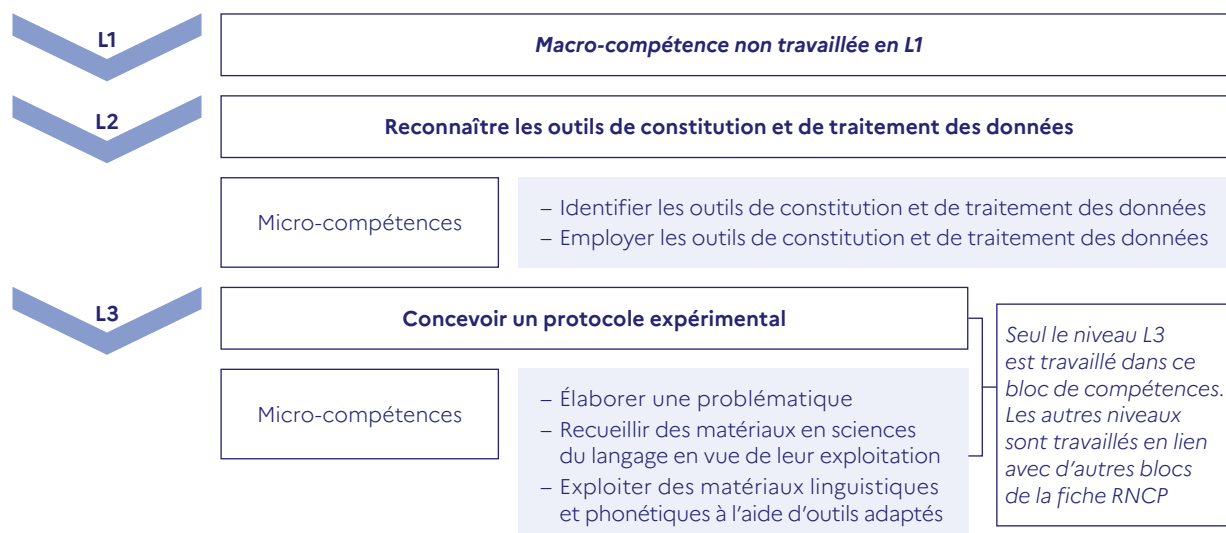 L1
Macro-compétence non travaillée en L1
L2
Reconnaître les outils de constitution et de traitement des données
Micro-compétences
– Identifier les outils de constitution et de traitement des données
– Employer les outils de constitution et de traitement des données
L3
Concevoir un protocole expérimental
Micro-compétences
– Élaborer une problématique
– Recueillir des matériaux en sciences
du langage en vue de leur exploitation
– Exploiter des matériaux linguistiques
et phonétiques à l'aide d'outils adaptés
Seul le niveau L3
est travaillé dans ce
bloc de compétences.
Les autres niveaux
sont travaillés en lien
avec d'autres blocs
de la fiche RNCP